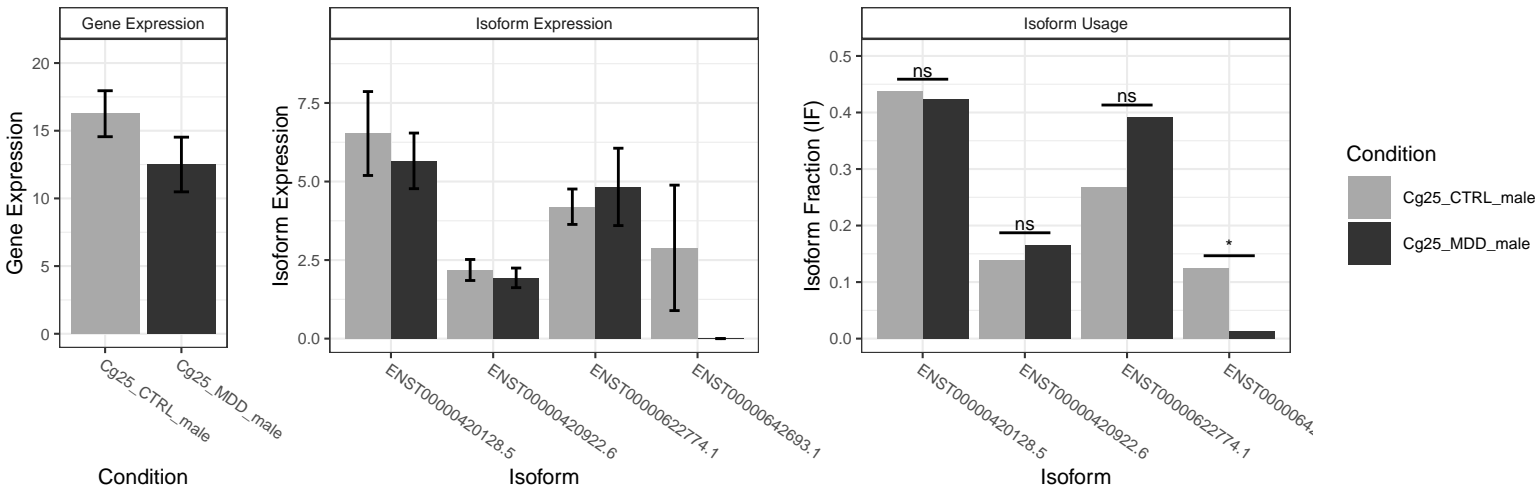 Gene Expression
Gene Expression
20
15
10
5
0
Cg25_CTRL_male
Cg25_MDD_male
Condition
Isoform Expression
Isoform Expression
7.5
5.0
2.5
0.0
ENST00000420128.5
ENST00000420922.6
ENST00000622774.1
ENST00000642693.1
Isoform
Isoform Usage
Isoform Fraction (IF)
0.5
0.4
0.3
0.2
0.1
0.0
ns
ns
ns
*
ENST00000420128.5
ENST00000420922.6
ENST00000622774.1
Isoform
Condition
Cg25_CTRL_male
Cg25_MDD_male